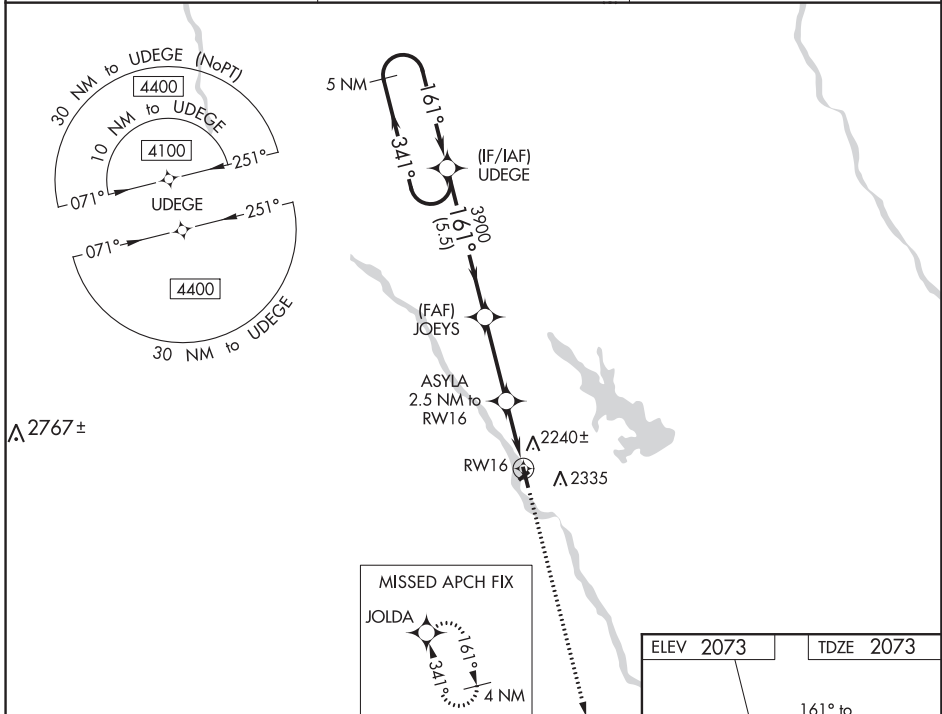 30 NM to UDEGE (NoPT)
4400
10 NM to UDEGE
4100
071°
251°
UDEGE
071°
251°
4400
30 NM to UDEGE
5 NM
161°
341°
(IF/IAF)
UDEGE
3900
161°
(5.5)
(FAF)
JOEYS
ASYLA
2.5 NM to
RW16
2767±
2240±
RW16
2335
MISSED APCH FIX
JOLDA
161°
341°
4 NM
ELEV 2073
TDZE 2073
161° to